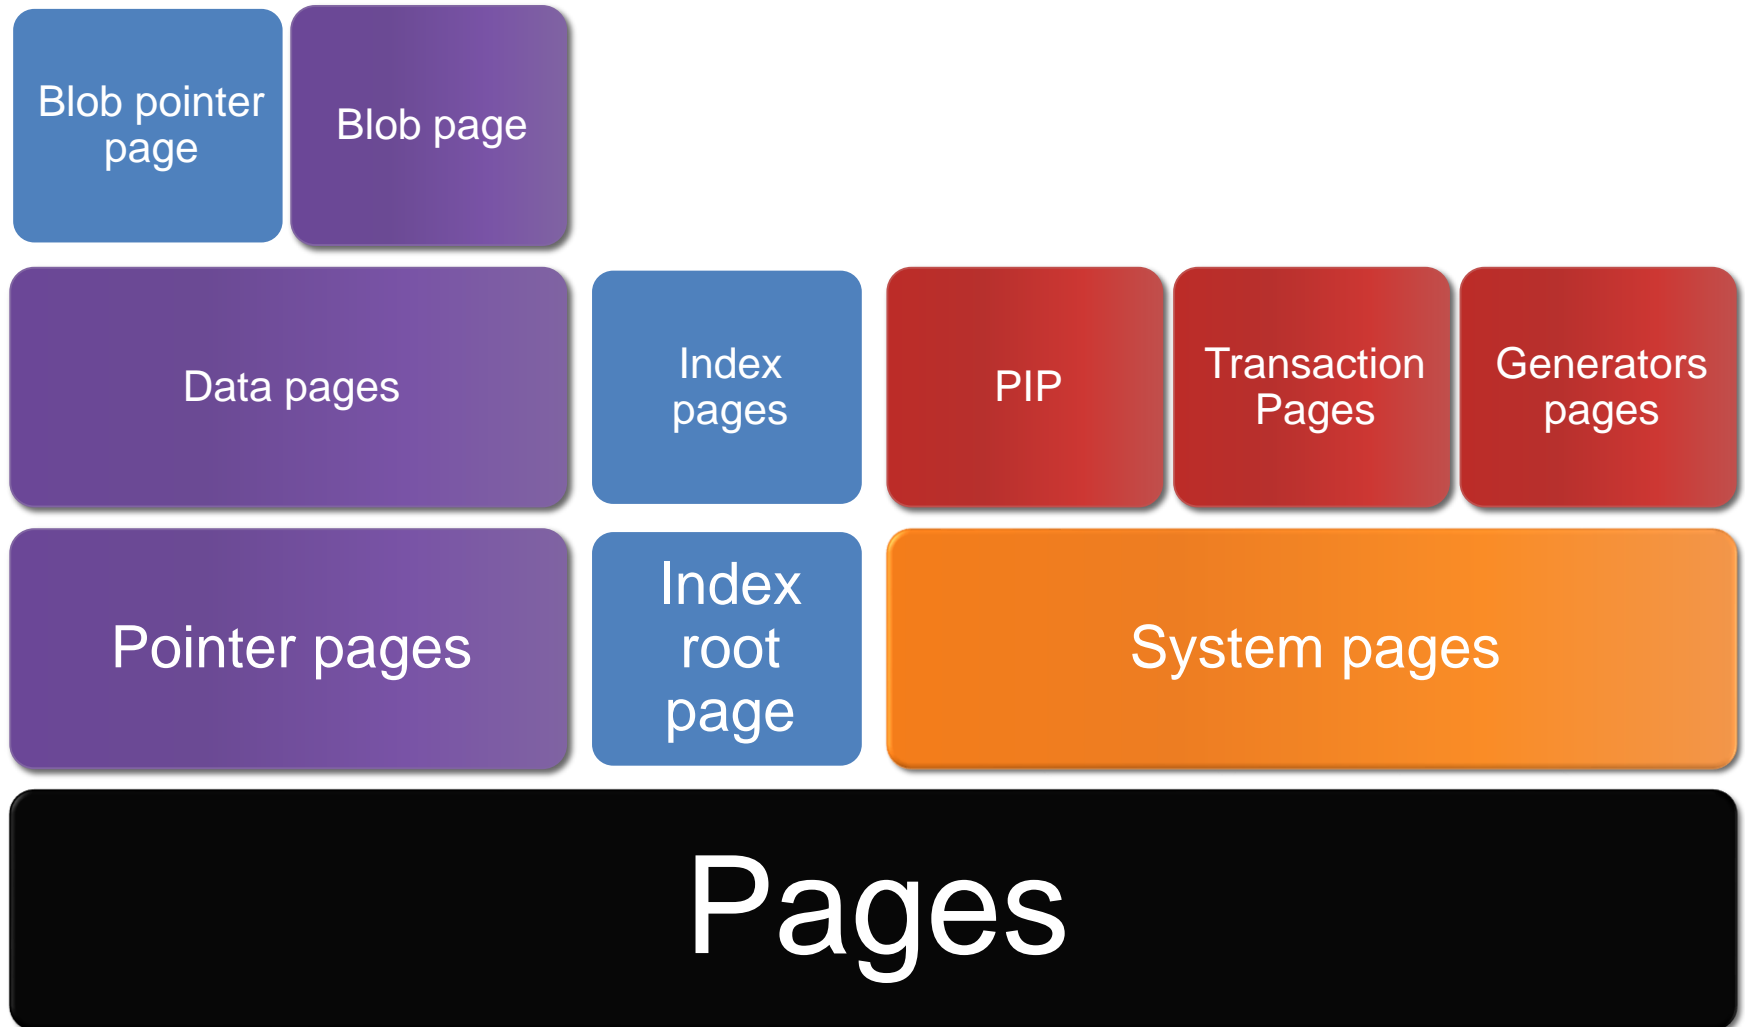 Blob pointer
page
Blob page
Data pages
Index
pages
PIP
Transaction
Pages
Generators
pages
Pointer pages
Index
root
page
System pages
Pages